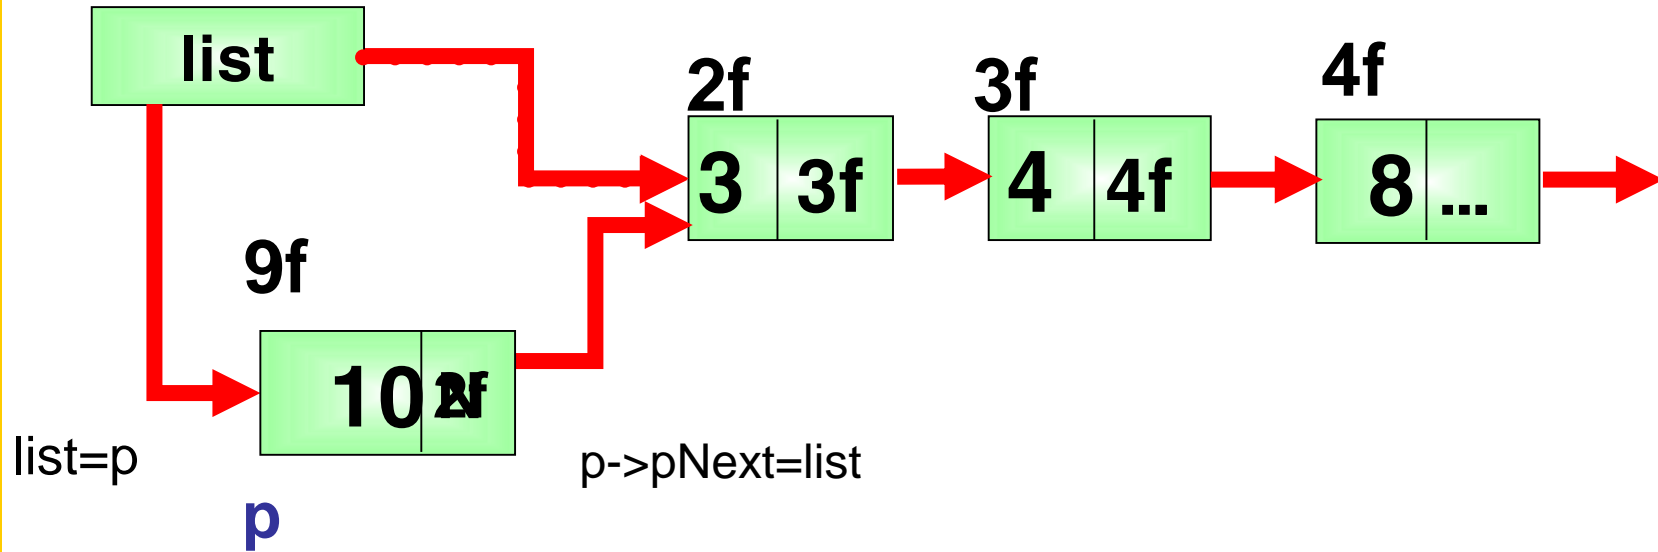 list
2f
3f
4f
3 3f
4 4f
8 ...
9f
10
list=p
p->pNext=list
p